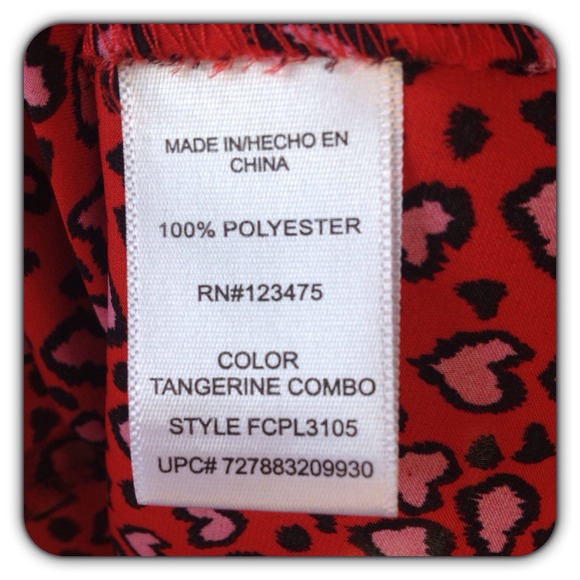 MADE IN/HECHO EN
CHINA
100% POLYESTER
RN#123475
COLOR
TANGERINE COMBO
STYLE FCPL3105
UPC# 727883209930